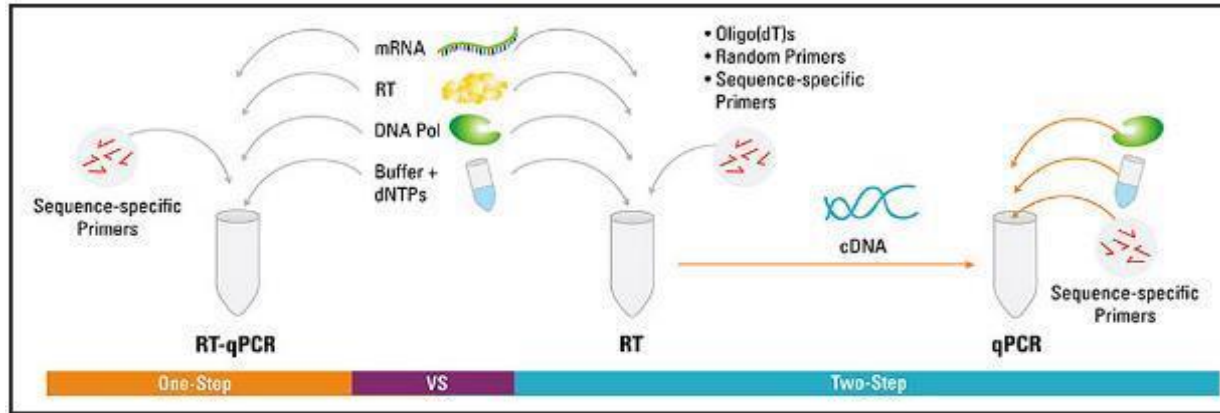 mRNA
RT
DNA Pol
Buffer +
dNTPs
Sequence-specific
Primers
RT-qPCR
• Oligo(dT)s
• Random Primers
• Sequence-specific
Primers
RT
cDNA
Sequence-specific
Primers
qPCR
One-Step
VS
Two-Step